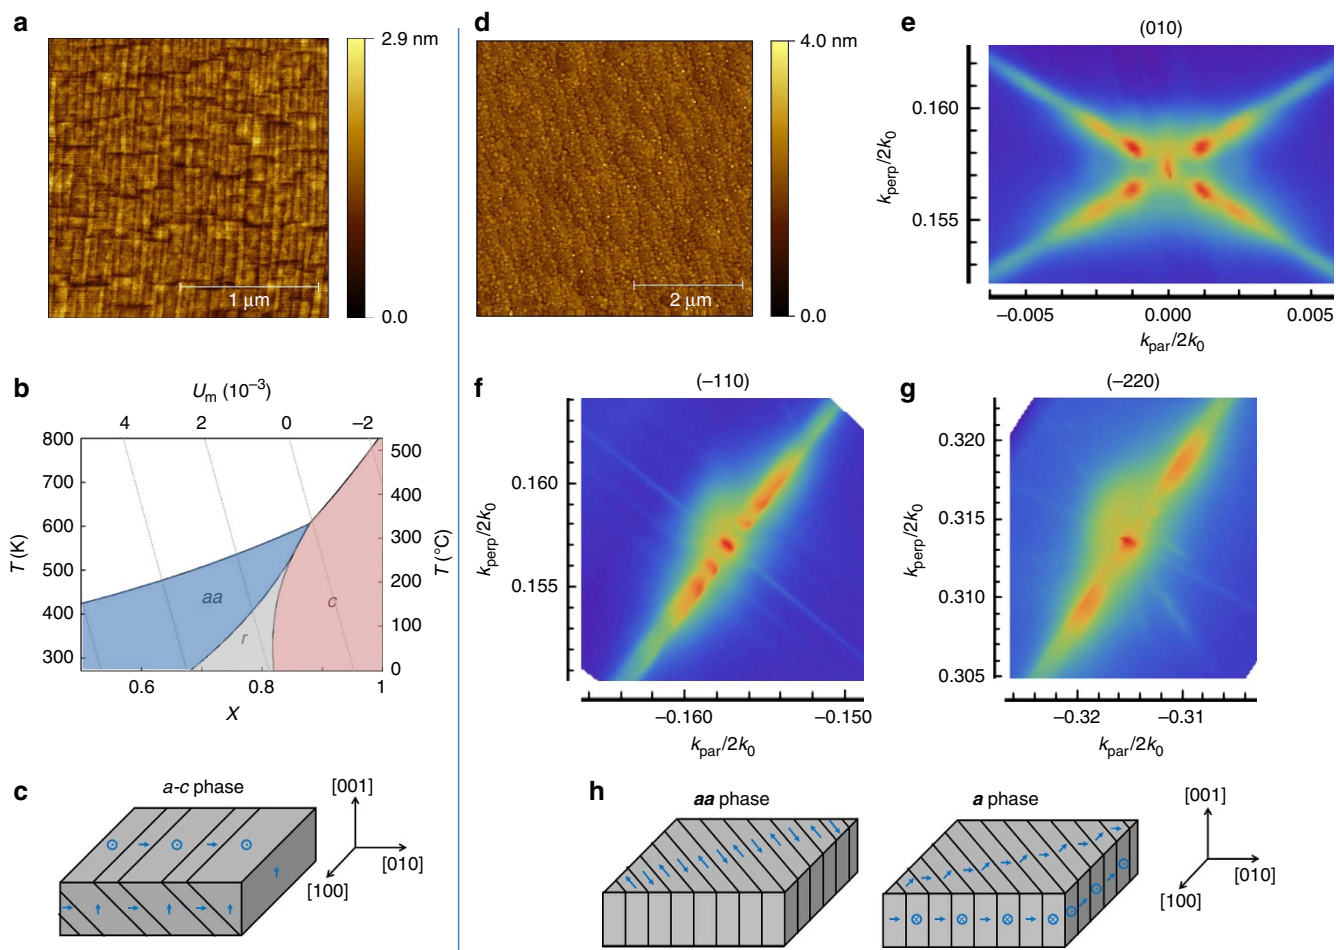 a
2.9 nm
1 μm
0.0
d
4.0 nm
2 μm
0.0
e
(010)
0.160
0.155
k_perp/2k_0
−0.005
0.000
0.005
k_par/2k_0
b
U_m (10^−3)
4
2
0
−2
800
700
600
500
400
300
T (K)
500
400
300
200
100
0
T (°C)
aa
r
c
0.6
0.8
1
X
f
(−110)
0.160
0.155
k_perp/2k_0
−0.160
−0.150
k_par/2k_0
g
(−220)
0.320
0.315
0.310
0.305
k_perp/2k_0
−0.32
−0.31
k_par/2k_0
c
a-c phase
[001]
[010]
[100]
h
aa phase
a phase
[001]
[010]
[100]